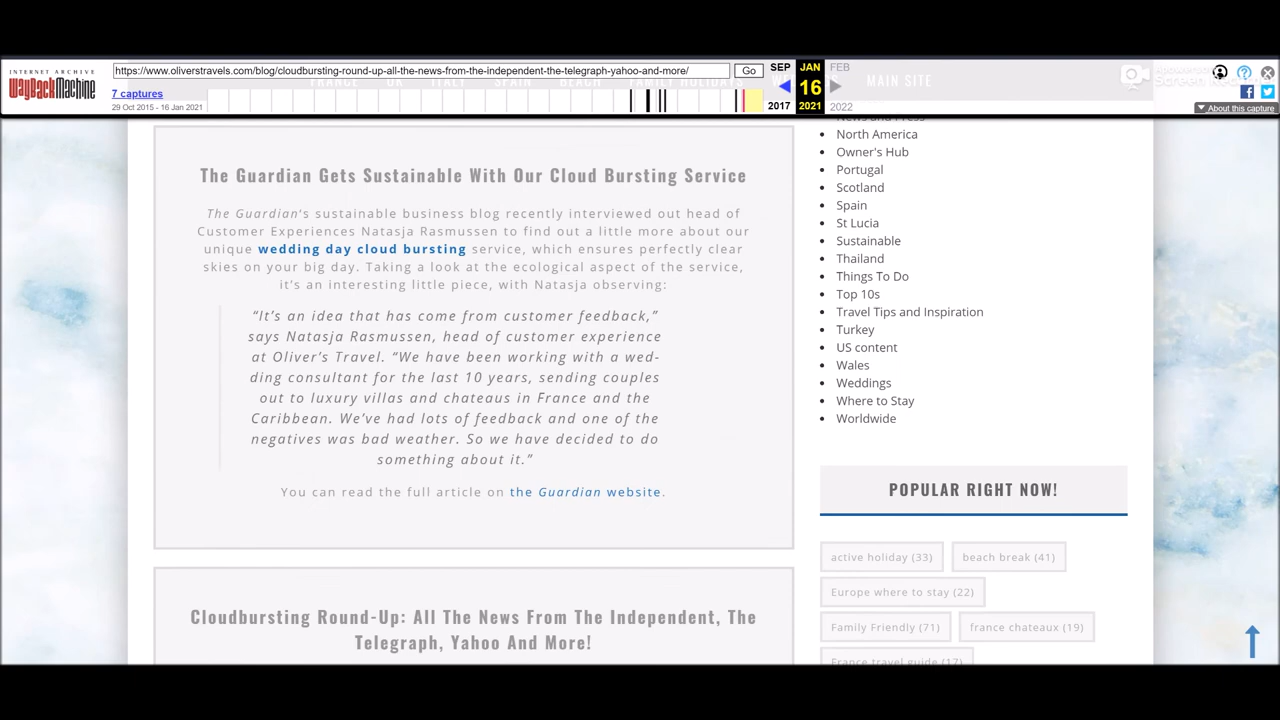 INTERNET ARCHIVE
WayBackMachine
https://www.oliverstravels.com/blog/cloudbursting-round-up-all-the-news-from-the-independent-the-telegraph-yahoo-and-more/
Go
7 captures
29 Oct 2015 - 16 Jan 2021
SEP
JAN
FEB
16
2017
2021
2022
About this capture
MAIN SITE
The Guardian Gets Sustainable With Our Cloud Bursting Service
The Guardian's sustainable business blog recently interviewed out head of
Customer Experiences Natasja Rasmussen to find out a little more about our
unique wedding day cloud bursting service, which ensures perfectly clear
skies on your big day. Taking a look at the ecological aspect of the service,
it's an interesting little piece, with Natasja observing:
“It’s an idea that has come from customer feedback,”
says Natasja Rasmussen, head of customer experience
at Oliver’s Travel. “We have been working with a wed-
ding consultant for the last 10 years, sending couples
out to luxury villas and chateaus in France and the
Caribbean. We’ve had lots of feedback and one of the
negatives was bad weather. So we have decided to do
something about it.”
You can read the full article on the Guardian website.
Cloudbursting Round-Up: All The News From The Independent, The
Telegraph, Yahoo And More!
News and Press
North America
Owner's Hub
Portugal
Scotland
Spain
St Lucia
Sustainable
Thailand
Things To Do
Top 10s
Travel Tips and Inspiration
Turkey
US content
Wales
Weddings
Where to Stay
Worldwide
POPULAR RIGHT NOW!
active holiday (33)
beach break (41)
Europe where to stay (22)
Family Friendly (71)
france chateaux (19)
France travel guide (17)